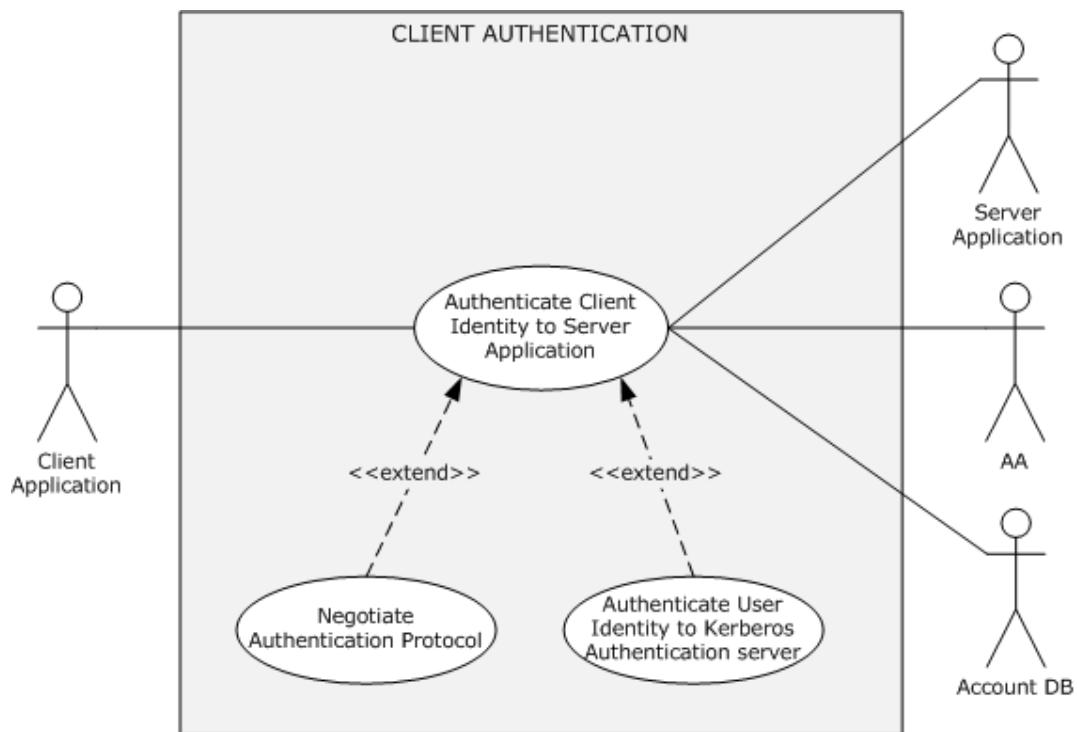 CLIENT AUTHENTICATION
Server
Application
Authenticate Client
Identity to Server
Application
Client
Application
AA
<<extend>>
<<extend>>
Negotiate
Authentication Protocol
Authenticate User
Identity to Kerberos
Authentication server
Account DB